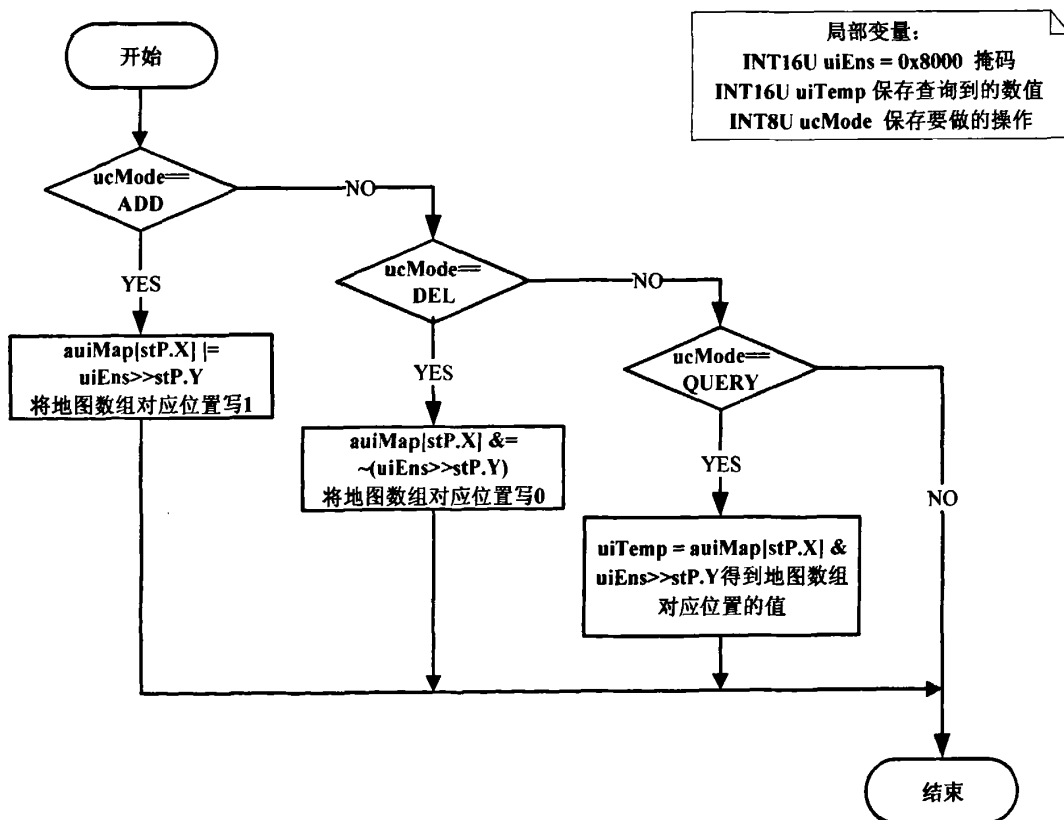 开始
局部变量：
INT16U uiEns = 0x8000 掩码
INT16U uiTemp 保存查询到的数值
INT8U ucMode 保存要做的操作
ucMode==
ADD
NO
YES
ucMode==
DEL
NO
YES
ucMode==
QUERY
NO
YES
auiMap[stP.X] |=
uiEns>>stP.Y
将地图数组对应位置写1
auiMap[stP.X] &=
~(uiEns>>stP.Y)
将地图数组对应位置写0
uiTemp = auiMap[stP.X] &
uiEns>>stP.Y得到地图数组
对应位置的值
结束